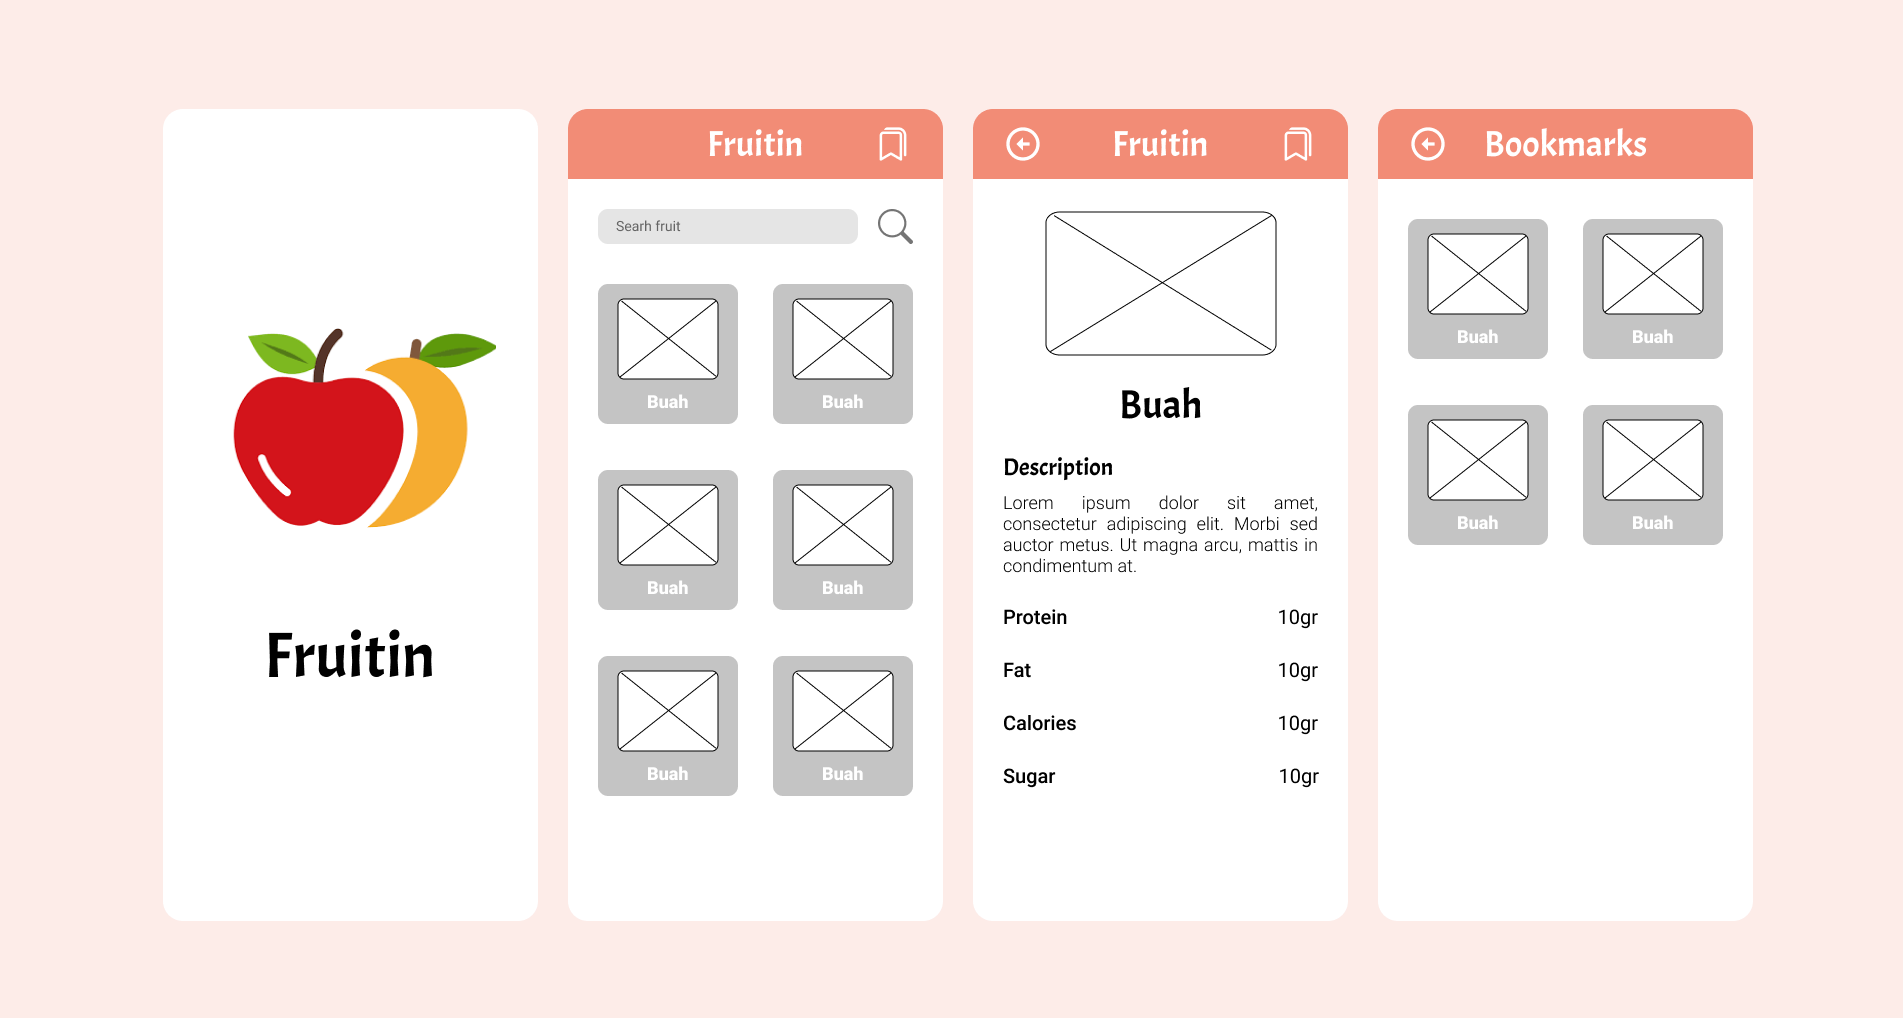 Fruitin
Fruitin
Searh fruit
Buah
Buah
Buah
Buah
Buah
Buah
Fruitin
Buah
Description
Lorem ipsum dolor sit amet,
consectetur adipiscing elit. Morbi sed
auctor metus. Ut magna arcu, mattis in
condimentum at.
Protein 10gr
Fat 10gr
Calories 10gr
Sugar 10gr
Bookmarks
Buah
Buah
Buah
Buah